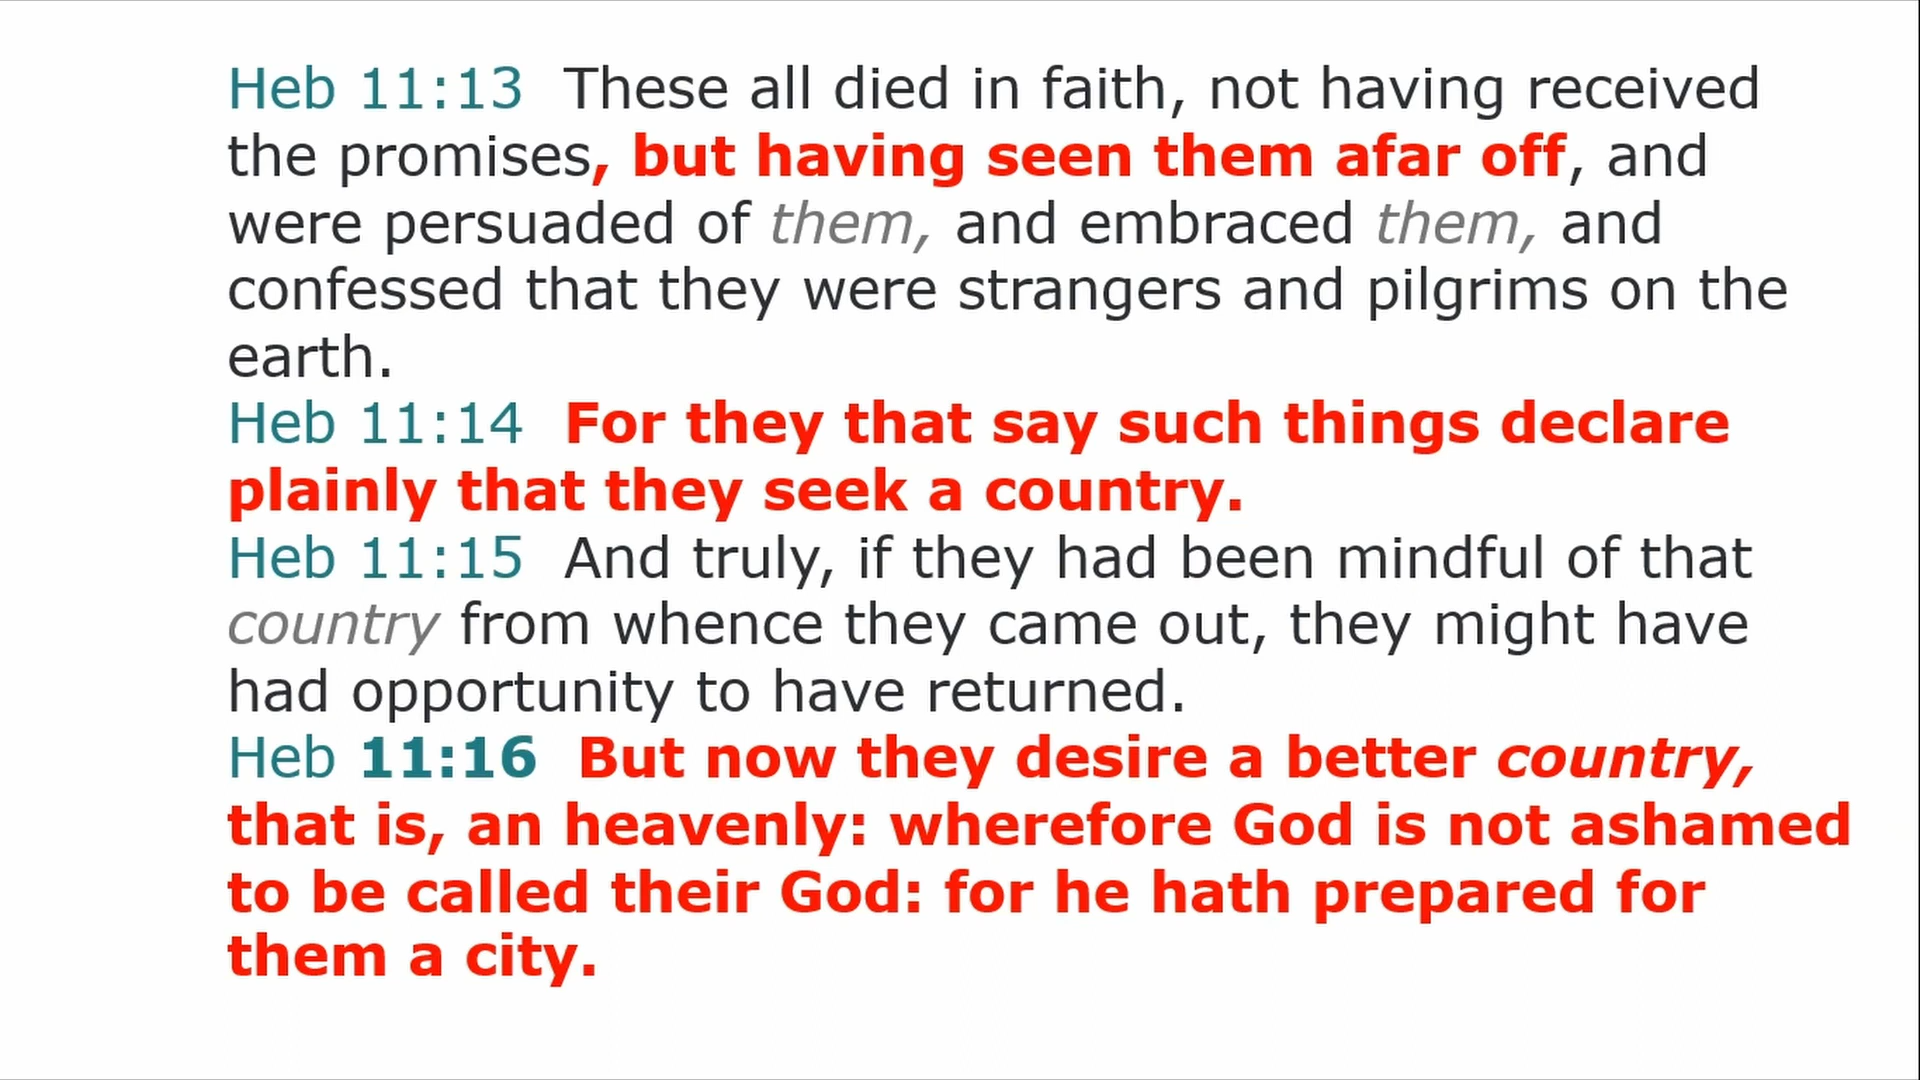 Heb 11:13  These all died in faith, not having received
the promises, but having seen them afar off, and
were persuaded of them, and embraced them, and
confessed that they were strangers and pilgrims on the
earth.
Heb 11:14  For they that say such things declare
plainly that they seek a country.
Heb 11:15  And truly, if they had been mindful of that
country from whence they came out, they might have
had opportunity to have returned.
Heb 11:16  But now they desire a better country,
that is, an heavenly: wherefore God is not ashamed
to be called their God: for he hath prepared for
them a city.